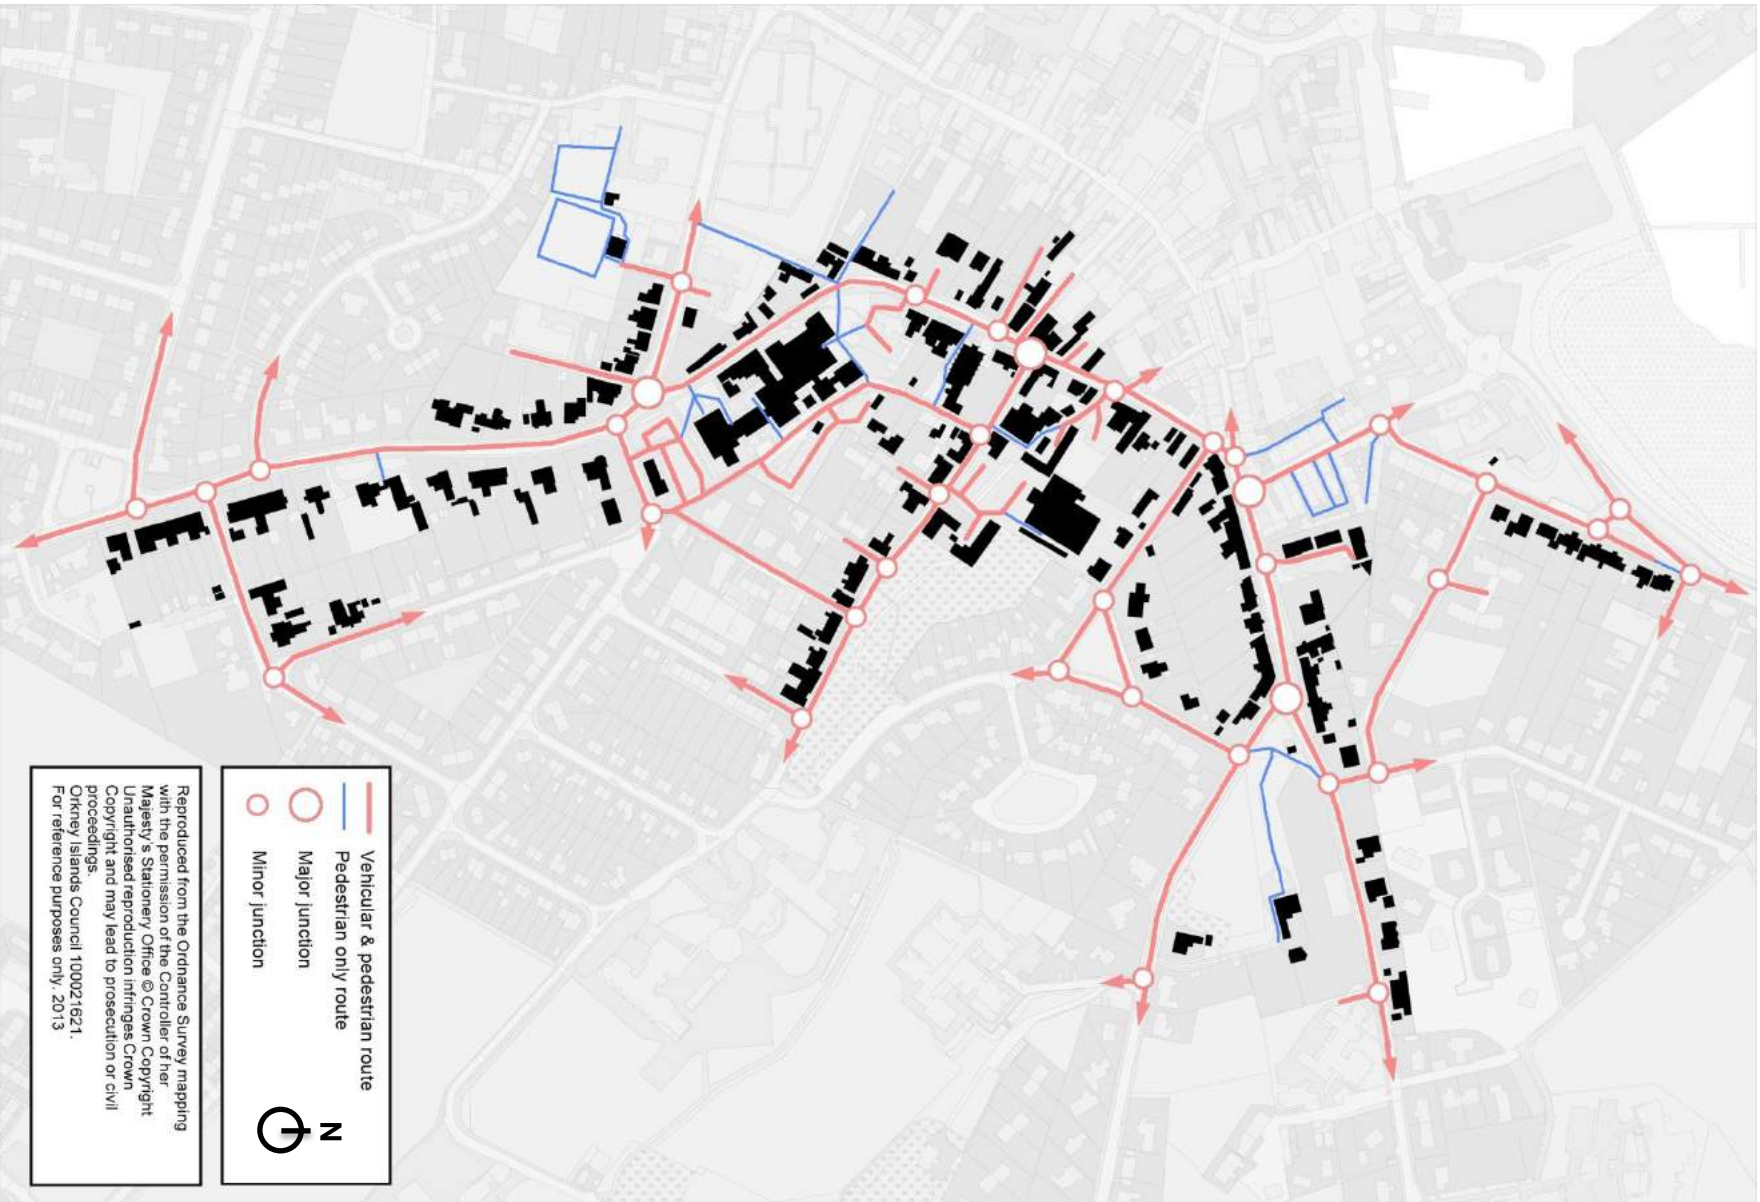 Vehicular & pedestrian route
Pedestrian only route
Major junction
Minor junction
N
Reproduced from the Ordnance Survey mapping
with the permission of the Controller of her
Majesty's Stationery Office © Crown Copyright
Unauthorised reproduction infringes Crown
Copyright and may lead to prosecution or civil
proceedings.
Orkney Islands Council 100021621.
For reference purposes only. 2013